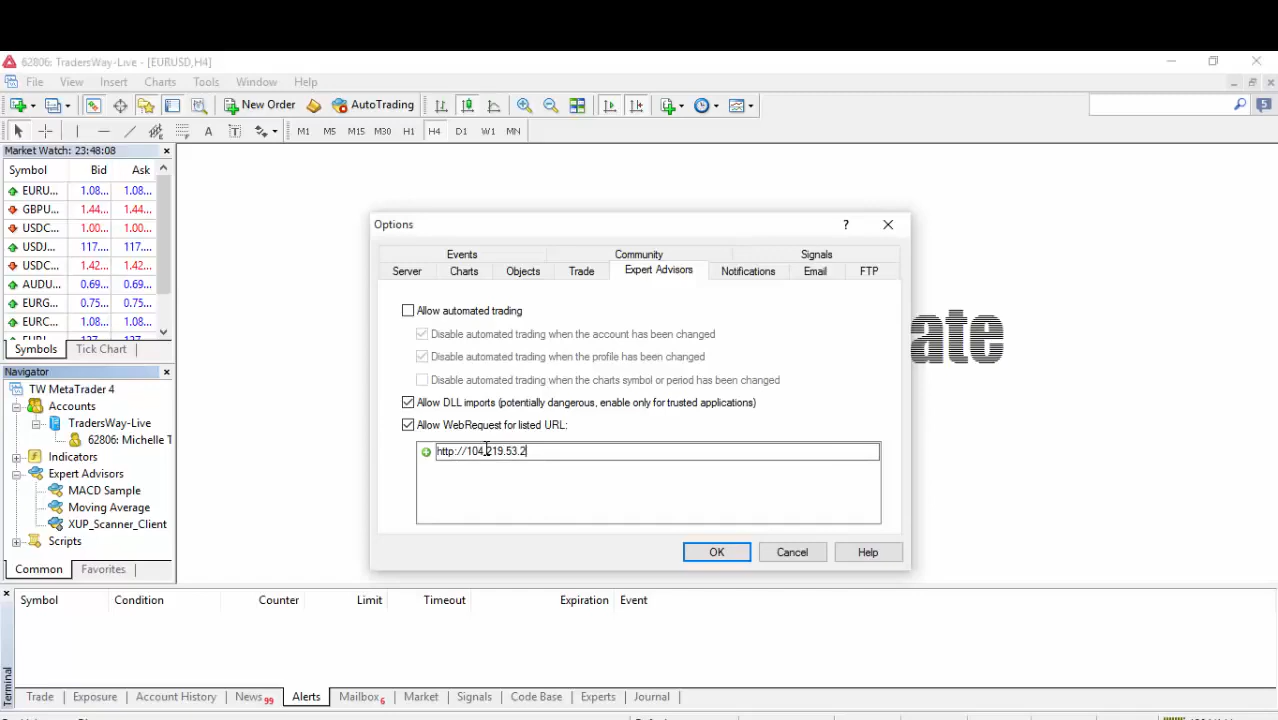 62806: TradersWay-Live - [EURUSD,H4]
File View Insert Charts Tools Window Help
New Order AutoTrading 5
A T M1 M5 M15 M30 H1 H4 D1 W1 MN
Market Watch: 23:48:08
Symbol Bid Ask
EURU... 1.08... 1.08...
GBPU... 1.44... 1.44...
USDC... 1.00... 1.00...
USDJ... 117.... 117....
USDC... 1.42... 1.42...
AUDU... 0.69... 0.69...
EURG... 0.75... 0.75...
EURC... 1.08... 1.08...
Symbols Tick Chart
Navigator
TW MetaTrader 4
Accounts
TradersWay-Live
62806: Michelle T
Indicators
Expert Advisors
MACD Sample
Moving Average
XUP_Scanner_Client
Scripts
Common Favorites
Options ?
Events Community Signals
Server Charts Objects Trade Expert Advisors Notifications Email FTP
Allow automated trading
Disable automated trading when the account has been changed
Disable automated trading when the profile has been changed
Disable automated trading when the charts symbol or period has been changed
Allow DLL imports (potentially dangerous, enable only for trusted applications)
Allow WebRequest for listed URL:
http://104.219.53.2
OK Cancel Help
ate
Symbol Condition Counter Limit Timeout Expiration Event
Terminal
Trade Exposure Account History News 99 Alerts Mailbox 6 Market Signals Code Base Experts Journal